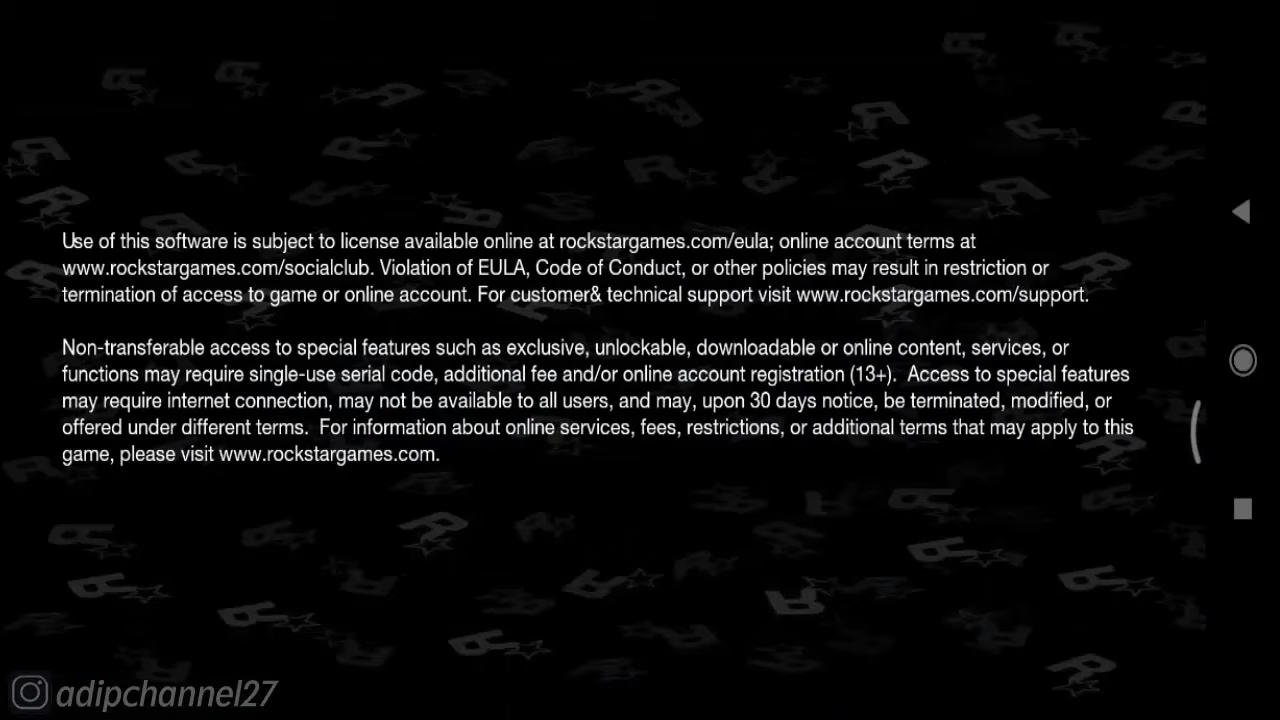 Use of this software is subject to license available online at rockstargames.com/eula; online account terms at
www.rockstargames.com/socialclub. Violation of EULA, Code of Conduct, or other policies may result in restriction or
termination of access to game or online account. For customer& technical support visit www.rockstargames.com/support.
Non-transferable access to special features such as exclusive, unlockable, downloadable or online content, services, or
functions may require single-use serial code, additional fee and/or online account registration (13+).  Access to special features
may require internet connection, may not be available to all users, and may, upon 30 days notice, be terminated, modified, or
offered under different terms.  For information about online services, fees, restrictions, or additional terms that may apply to this
game, please visit www.rockstargames.com.
adipchannel27